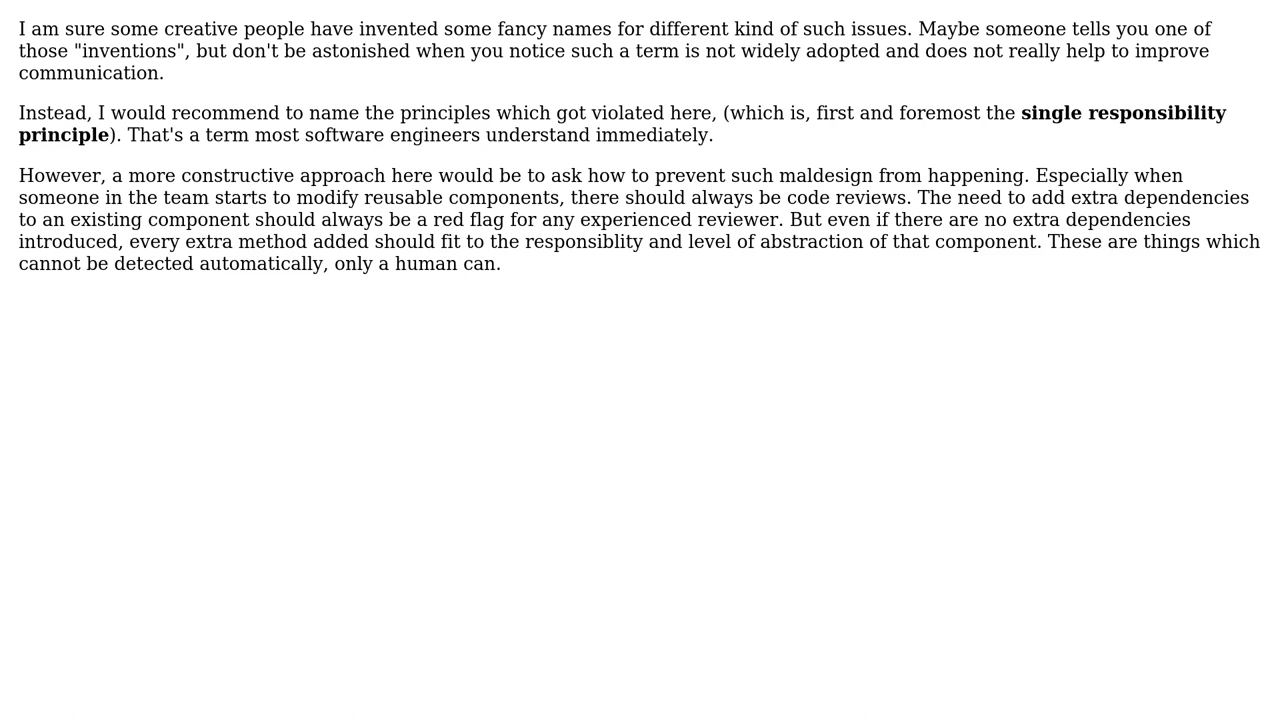 I am sure some creative people have invented some fancy names for different kind of such issues. Maybe someone tells you one of
those "inventions", but don't be astonished when you notice such a term is not widely adopted and does not really help to improve
communication.
Instead, I would recommend to name the principles which got violated here, (which is, first and foremost the single responsibility
principle). That's a term most software engineers understand immediately.
However, a more constructive approach here would be to ask how to prevent such maldesign from happening. Especially when
someone in the team starts to modify reusable components, there should always be code reviews. The need to add extra dependencies
to an existing component should always be a red flag for any experienced reviewer. But even if there are no extra dependencies
introduced, every extra method added should fit to the responsiblity and level of abstraction of that component. These are things which
cannot be detected automatically, only a human can.